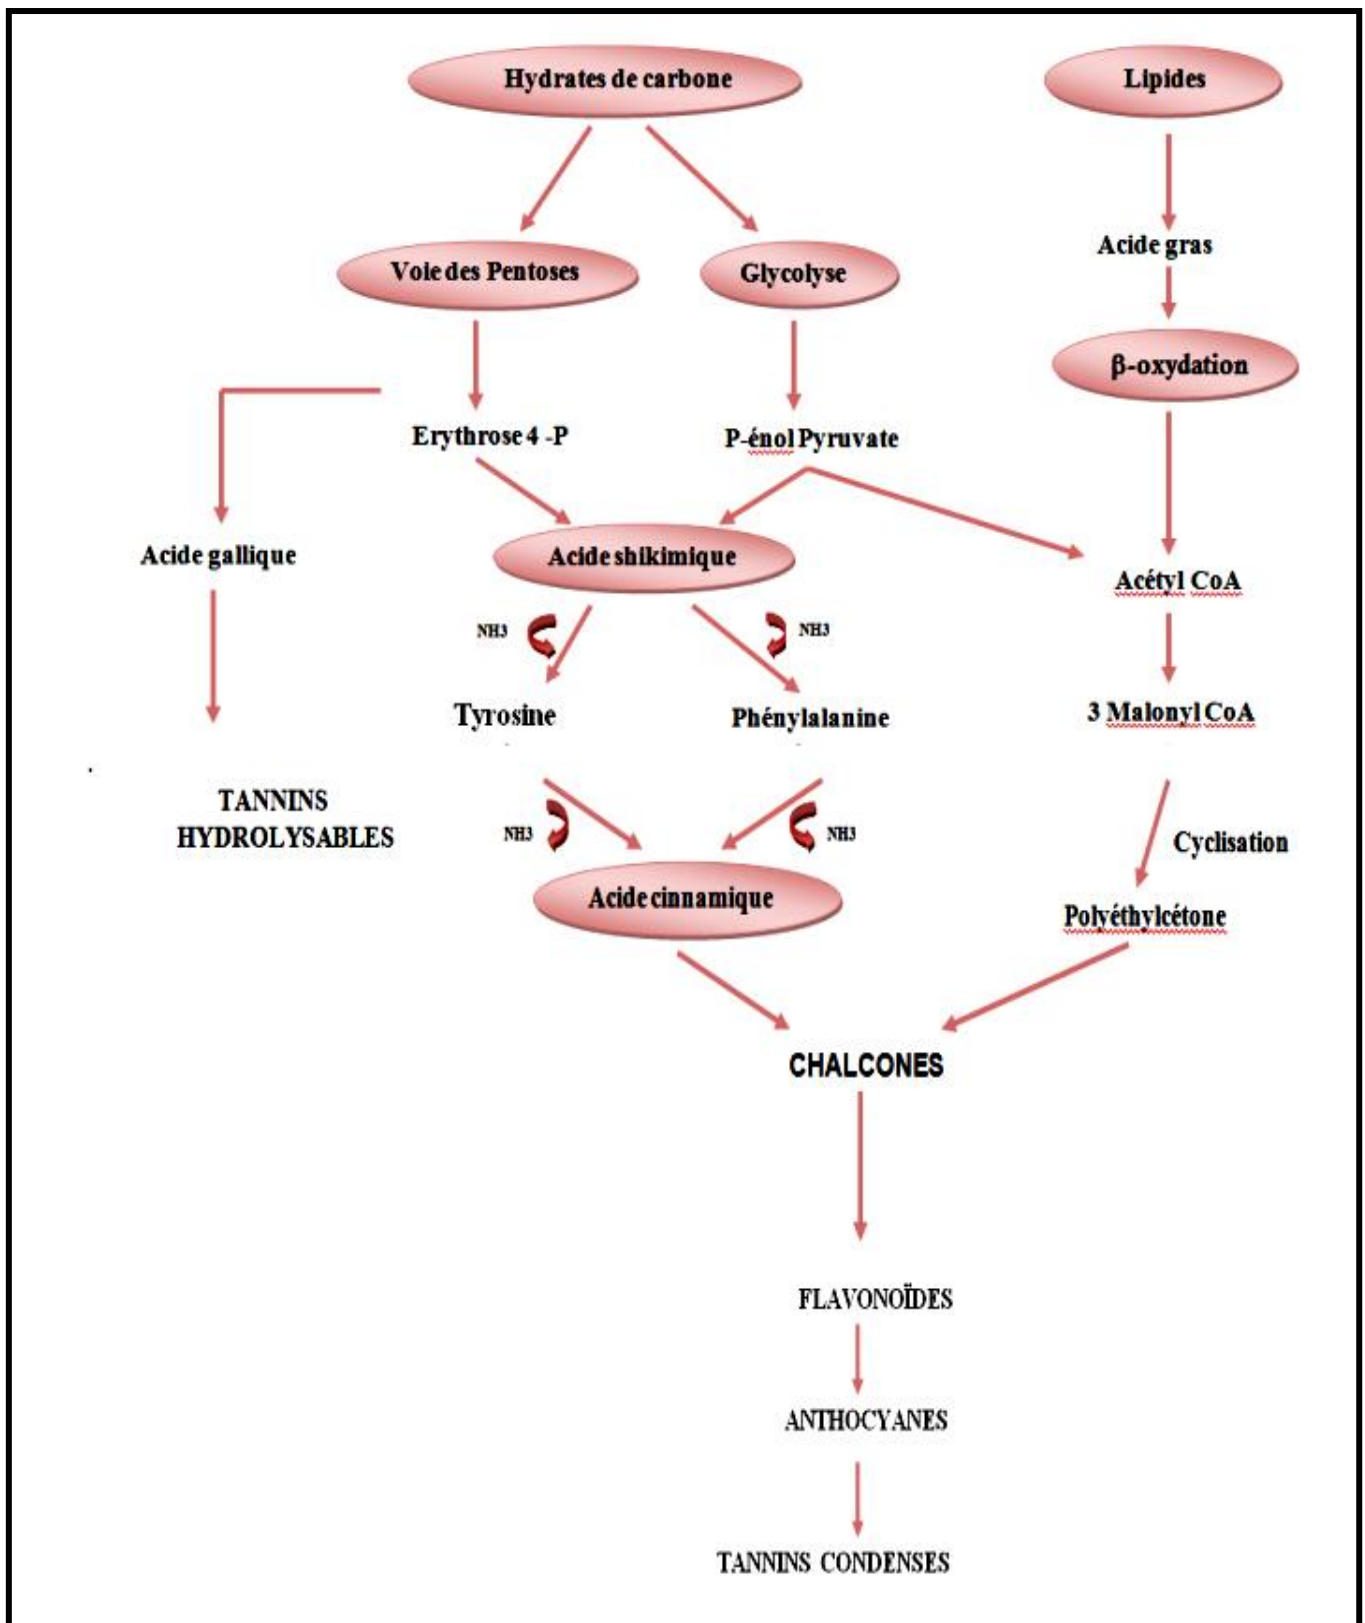 Hydrates de carbone
Lipides
Acide gras
Voie des Pentoses
Glycolyse
β-oxydation
Erythrose 4 -P
P-énol Pyruvate
Acide gallique
Acide shikimique
Acétyl CoA
NH3
NH3
Tyrosine
Phénylalanine
3 Malonyl CoA
TANNINS
HYDROLYSABLES
NH3
NH3
Cyclisation
Acide cinnamique
Polyéthylcétone
CHALCONES
FLAVONOÏDES
ANTHOCYANES
TANNINS CONDENSES